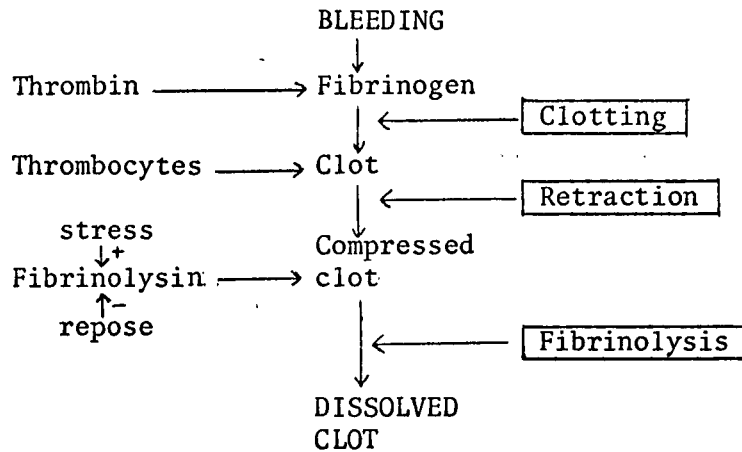 BLEEDING
Thrombin
Fibrinogen
Clotting
Thrombocytes
Clot
Retraction
stress
+
Compressed
Fibrinolysin
clot
-
repose
Fibrinolysis
DISSOLVED
CLOT